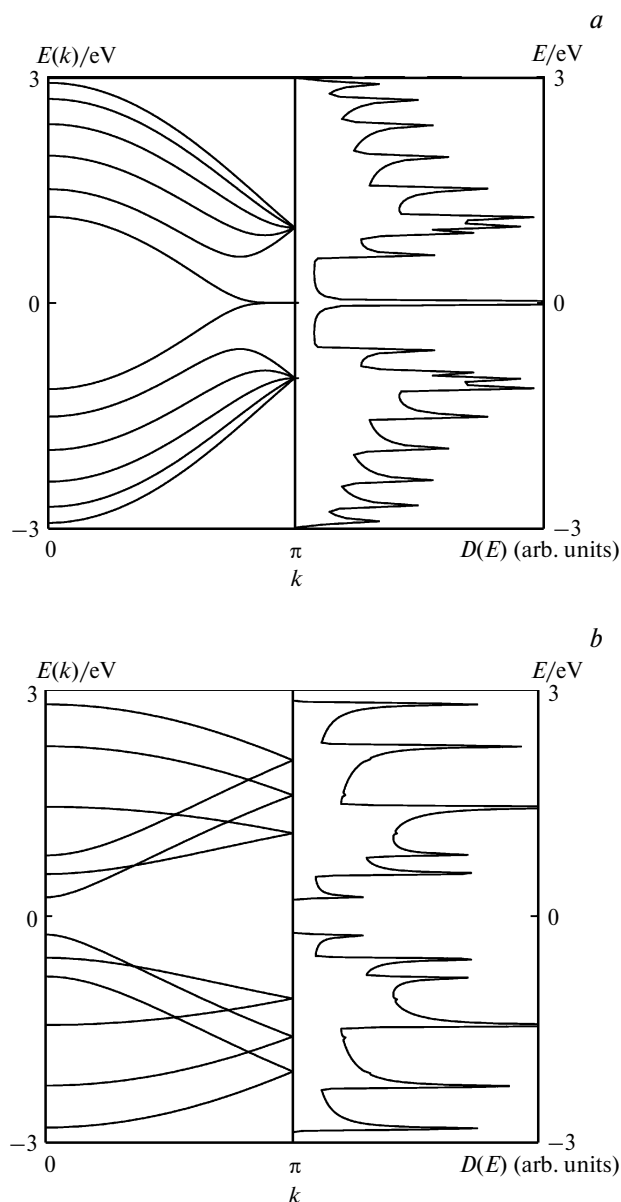 a
E(k)/eV E/eV
3 3
0 0
−3 −3
0 π D(E) (arb. units)
k
b
E(k)/eV E/eV
3 3
0 0
−3 −3
0 π D(E) (arb. units)
k